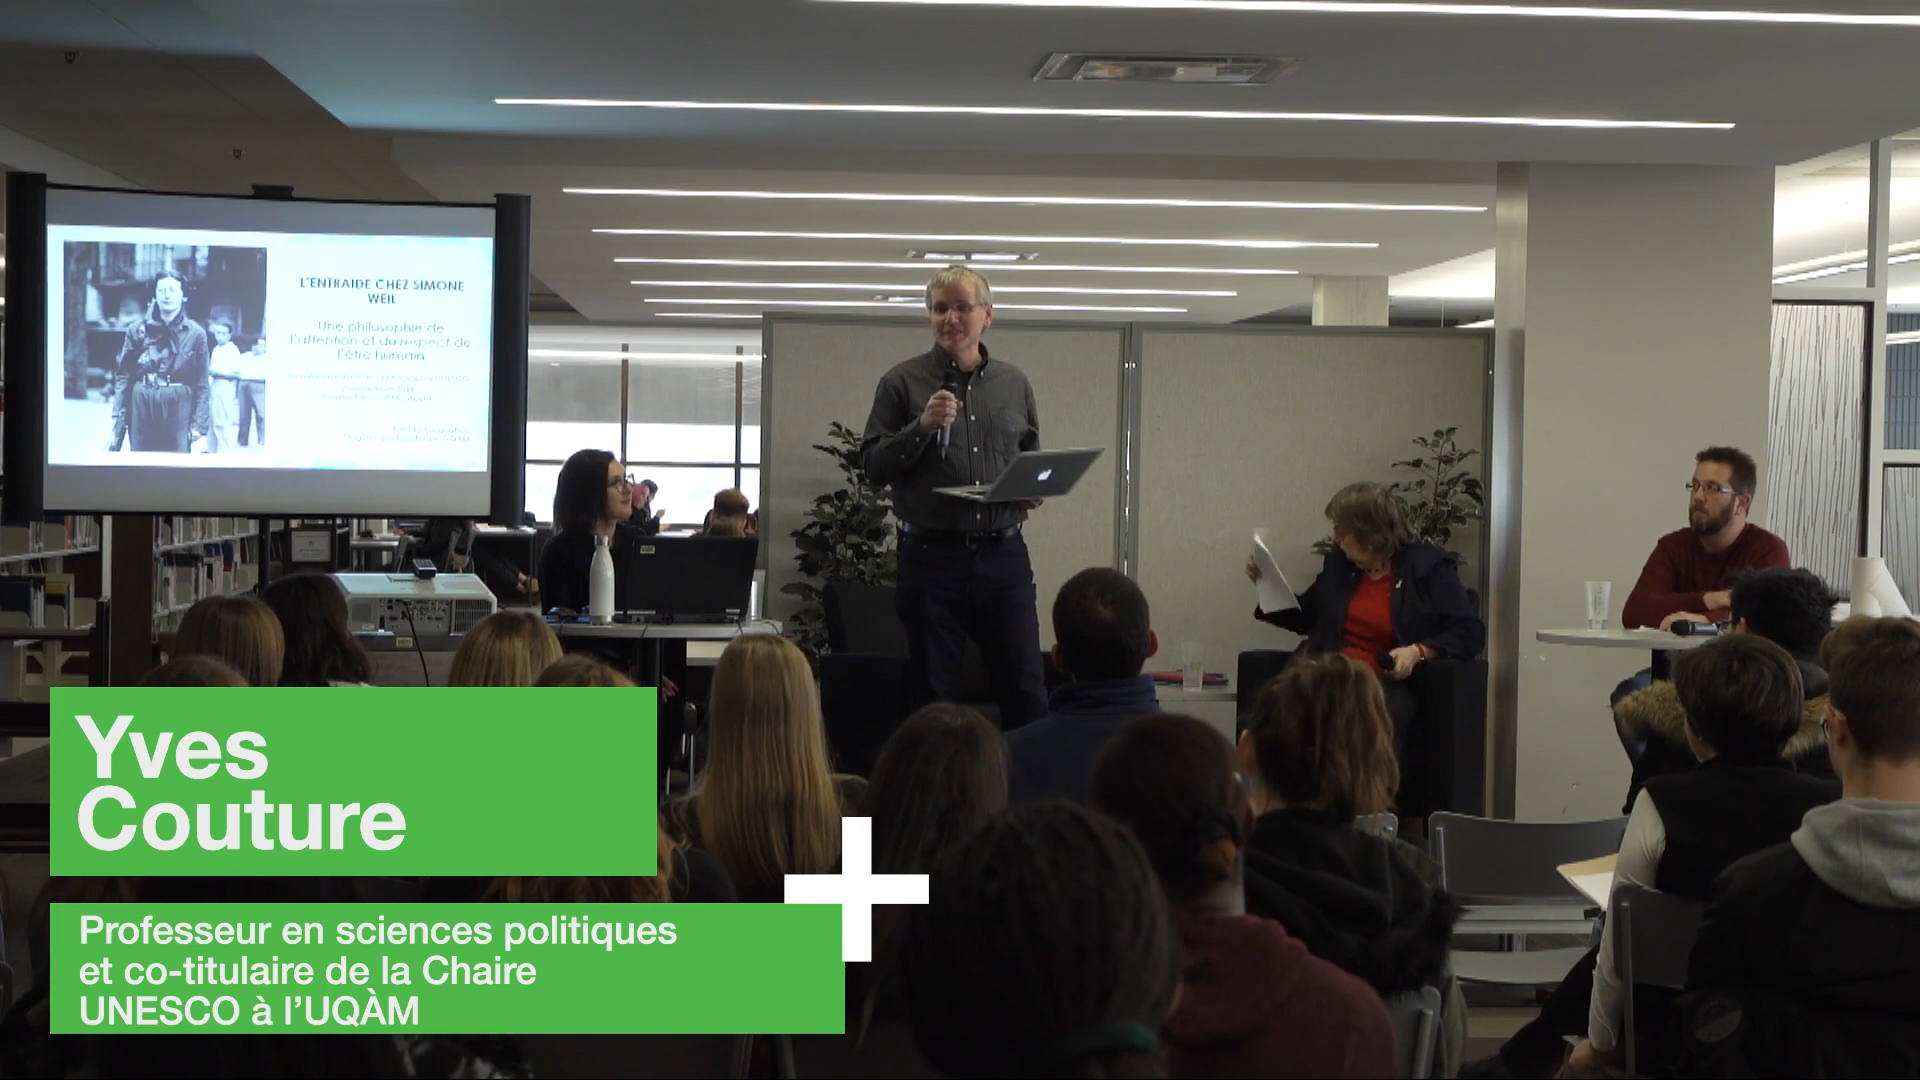 L'ENTRAIDE CHEZ SIMONE
WEIL
Une philosophie de
l'attention et du respect de
l'être humain
Yves
Couture
Professeur en sciences politiques
et co-titulaire de la Chaire
UNESCO à l'UQÀM